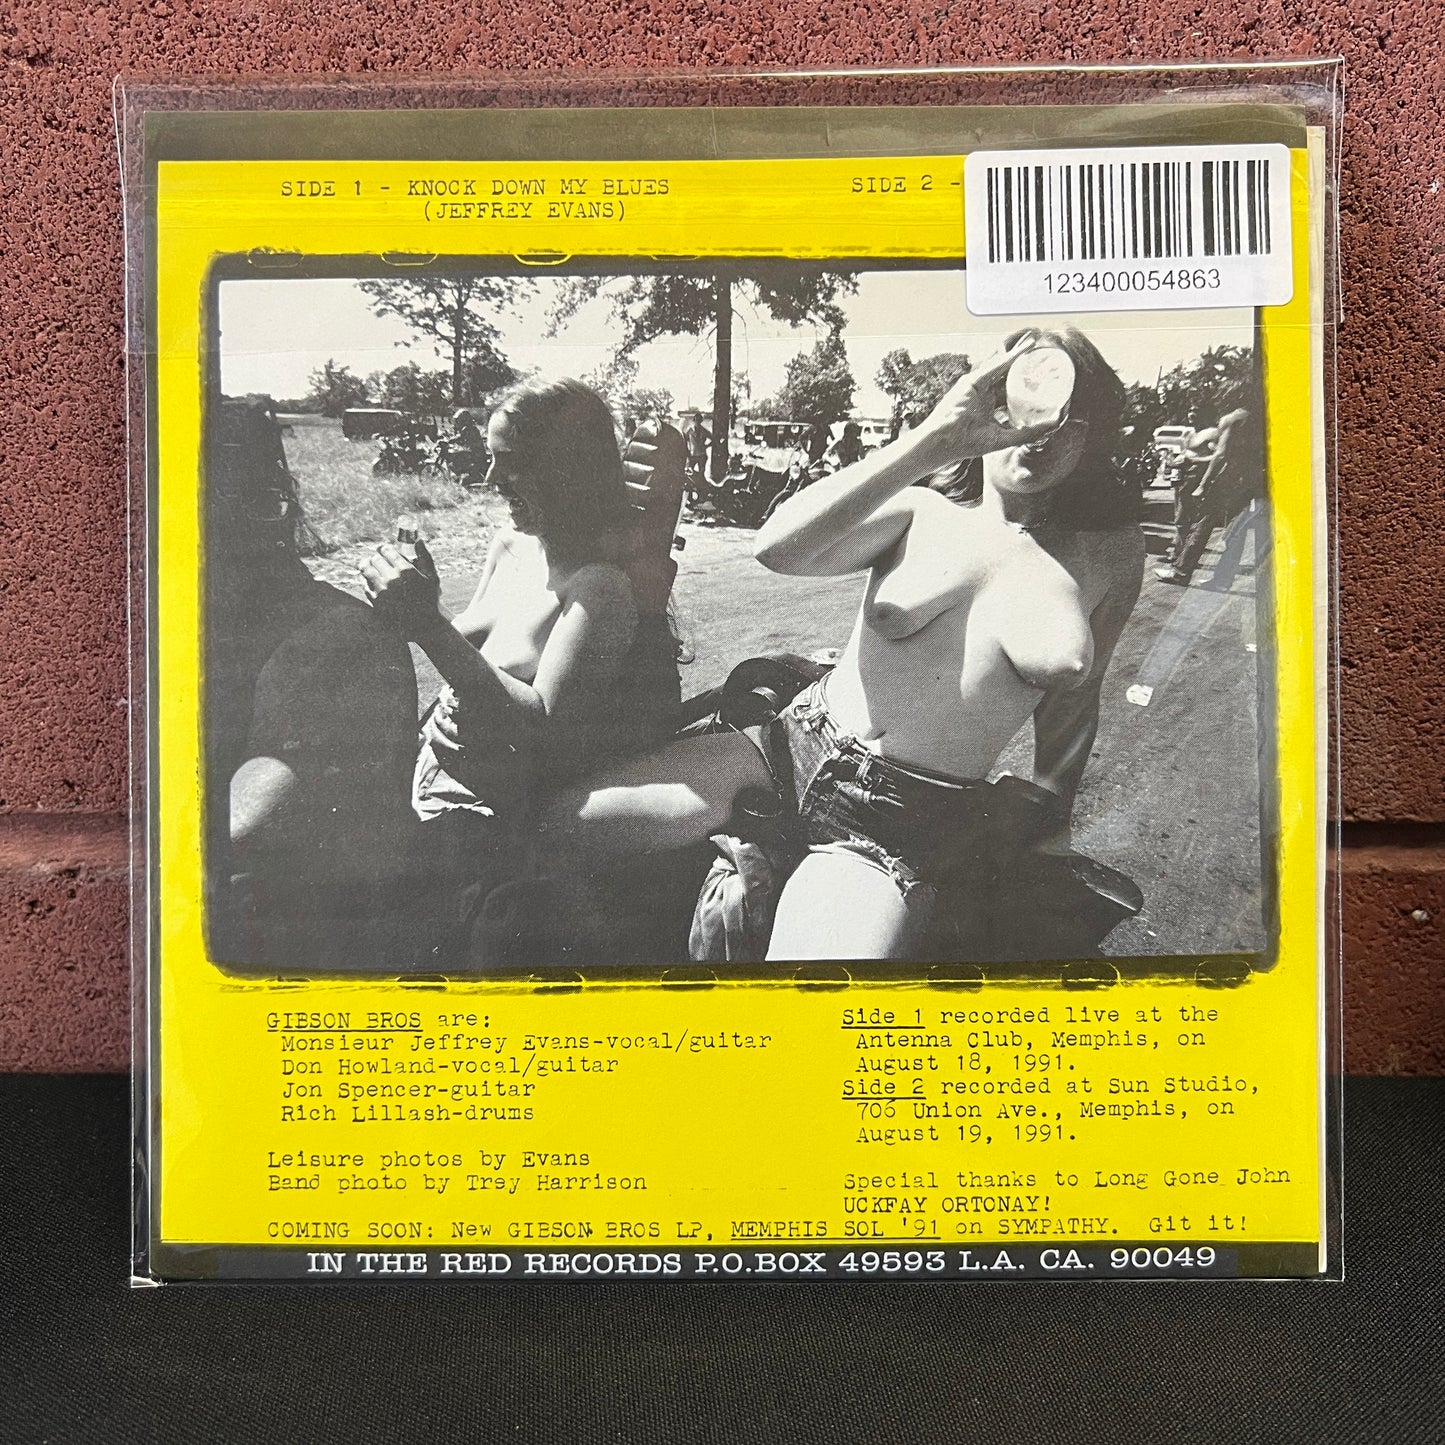 SIDE 1 - KNOCK DOWN MY BLUES
(JEFFREY EVANS)
SIDE 2 -
123400054863
GIBSON BROS are:
Monsieur Jeffrey Evans-vocal/guitar
Don Howland-vocal/guitar
Jon Spencer-guitar
Rich Lillash-drums
Leisure photos by Evans
Band photo by Trey Harrison
Side 1 recorded live at the
Antenna Club, Memphis, on
August 18, 1991.
Side 2 recorded at Sun Studio,
706 Union Ave., Memphis, on
August 19, 1991.
Special thanks to Long Gone John
UCKFAY ORTONAY!
COMING SOON: New GIBSON BROS LP, MEMPHIS SOL '91 on SYMPATHY. Git it!
IN THE RED RECORDS P.O.BOX 49593 L.A. CA. 90049